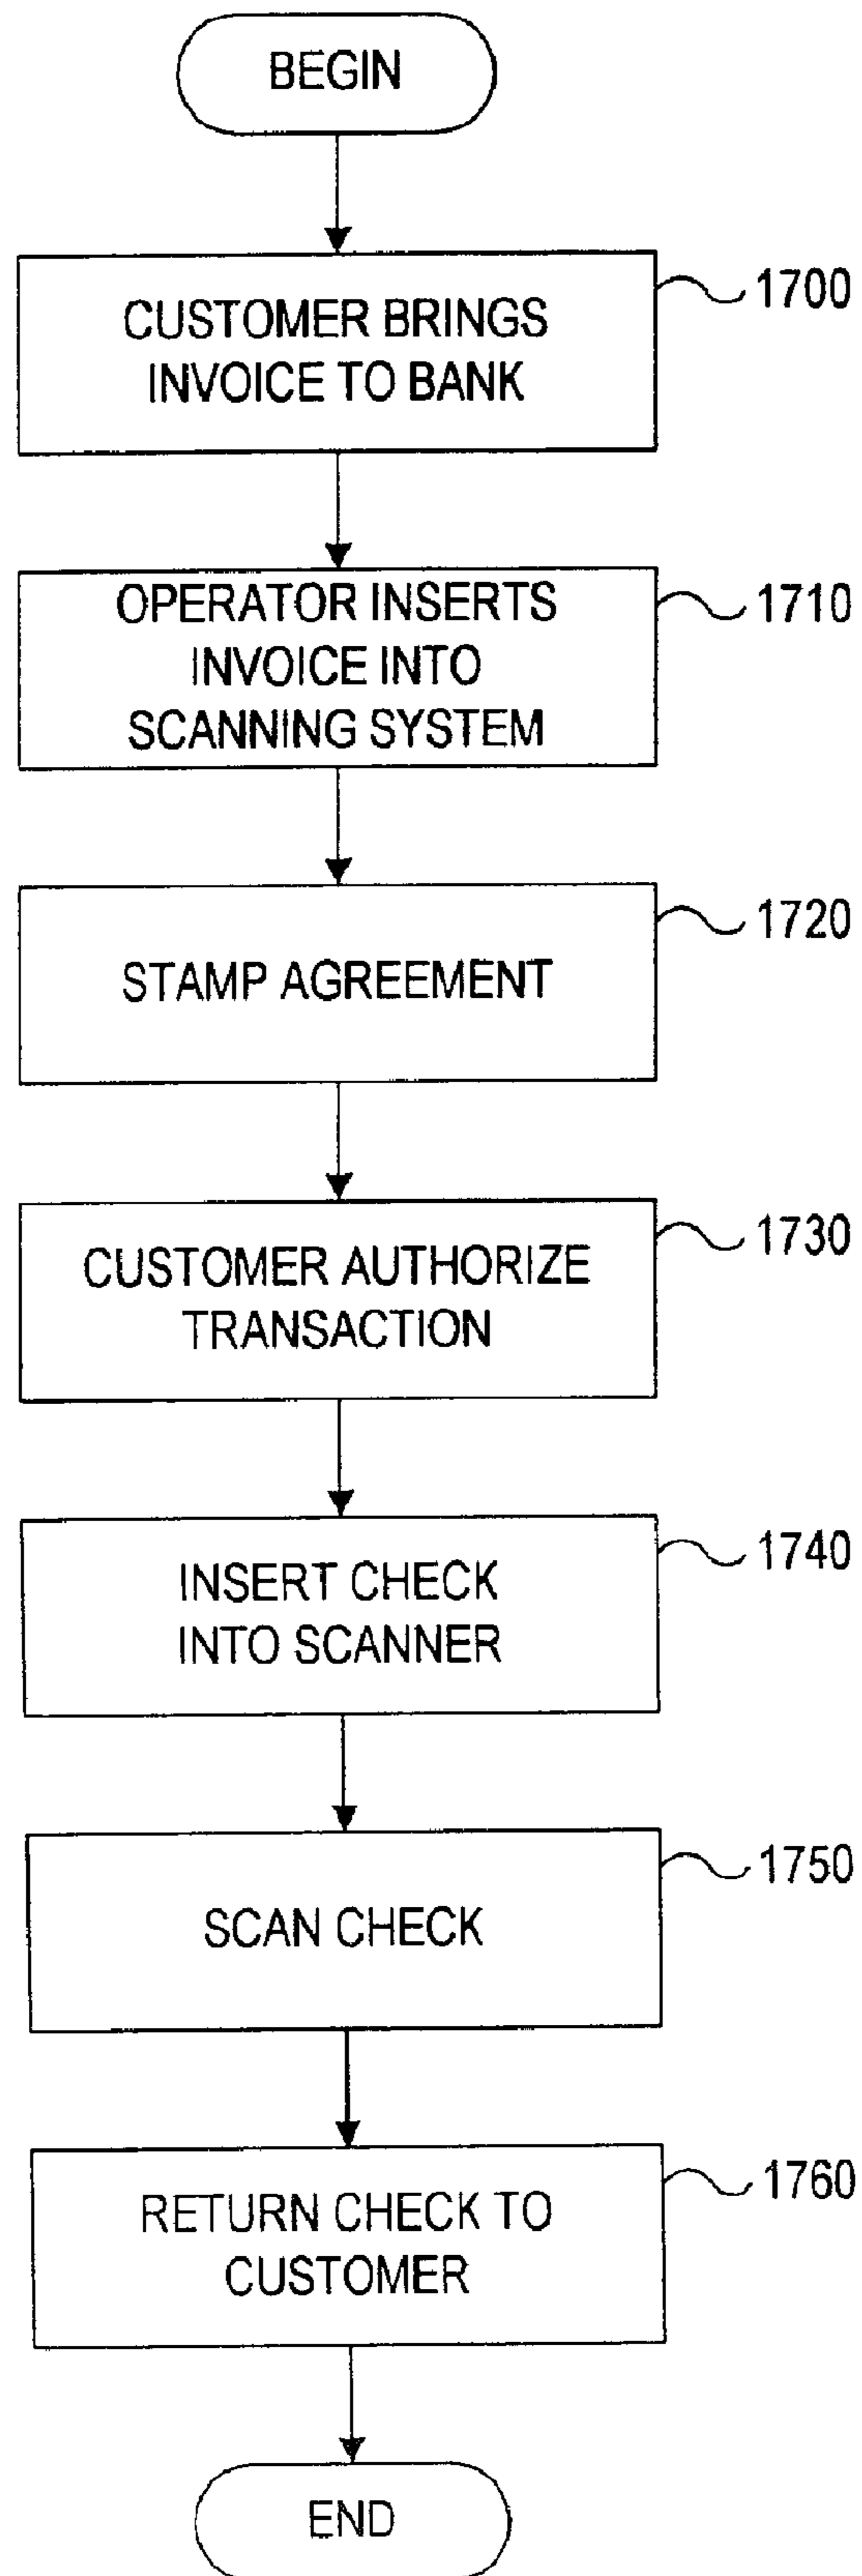 BEGIN
CUSTOMER BRINGS
INVOICE TO BANK
1700
OPERATOR INSERTS
INVOICE INTO
SCANNING SYSTEM
1710
STAMP AGREEMENT
1720
CUSTOMER AUTHORIZE
TRANSACTION
1730
INSERT CHECK
INTO SCANNER
1740
SCAN CHECK
1750
RETURN CHECK TO
CUSTOMER
1760
END